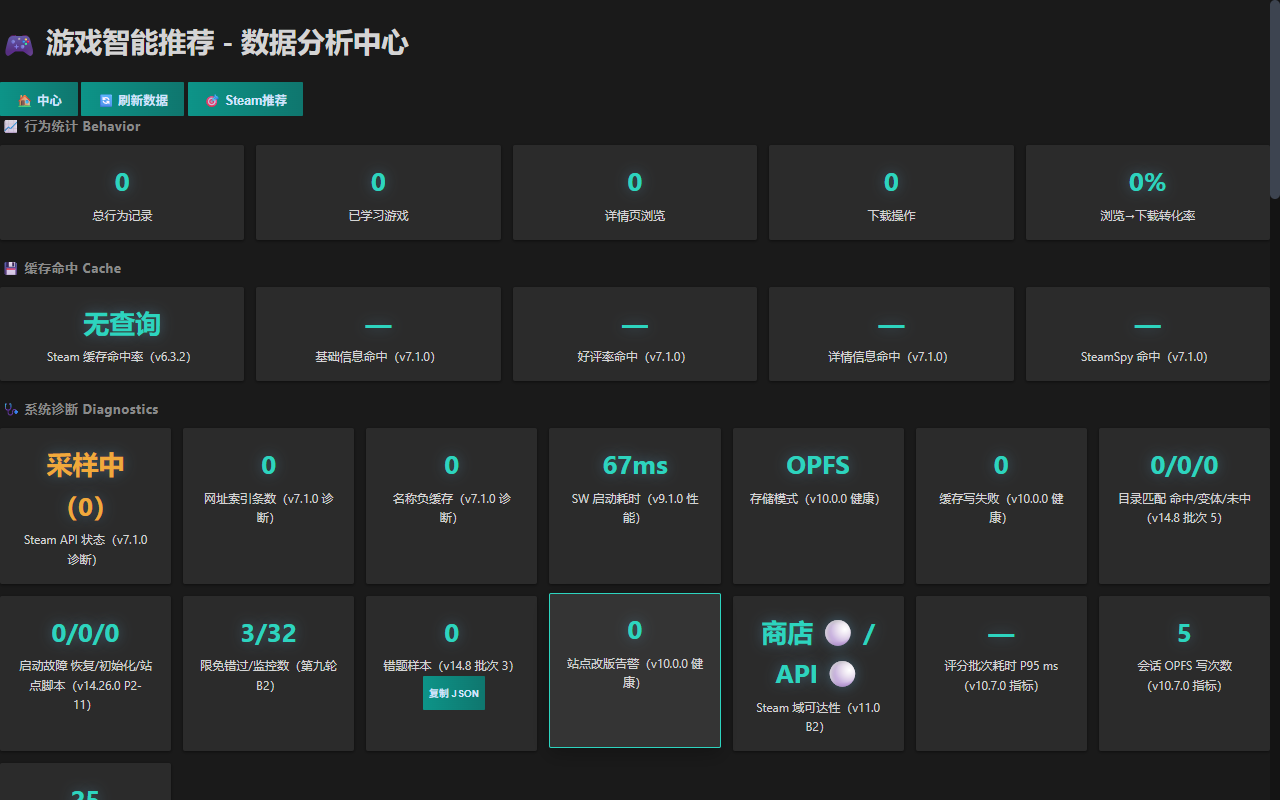 游戏智能推荐 - 数据分析中心
中心
刷新数据
Steam推荐
行为统计 Behavior
0
总行为记录
0
已学习游戏
0
详情页浏览
0
下载操作
0%
浏览→下载转化率
缓存命中 Cache
无查询
Steam 缓存命中率（v6.3.2）
—
基础信息命中（v7.1.0）
—
好评率命中（v7.1.0）
—
详情信息命中（v7.1.0）
—
SteamSpy 命中（v7.1.0）
系统诊断 Diagnostics
采样中
（0）
Steam API 状态（v7.1.0
诊断）
0
网址索引条数（v7.1.0 诊
断）
0
名称负缓存（v7.1.0 诊
断）
67ms
SW 启动耗时（v9.1.0 性
能）
OPFS
存储模式（v10.0.0 健康）
0
缓存写失败（v10.0.0 健
康）
0/0/0
目录匹配 命中/变体/未中
（v14.8 批次 5）
0/0/0
启动故障 恢复/初始化/站
点脚本（v14.26.0 P2-
11）
3/32
限免错过/监控数（第九轮
B2）
0
错题样本（v14.8 批次 3）
复制 JSON
0
站点改版告警（v10.0.0 健
康）
商店 /
API
Steam 域可达性（v11.0
B2）
—
评分批次耗时 P95 ms
（v10.7.0 指标）
5
会话 OPFS 写次数
（v10.7.0 指标）
25